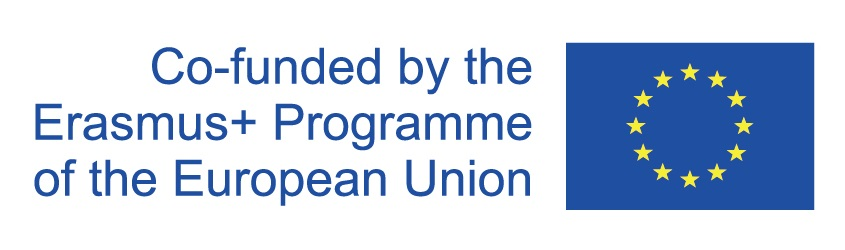 Co-funded by the
Erasmus+ Programme
of the European Union